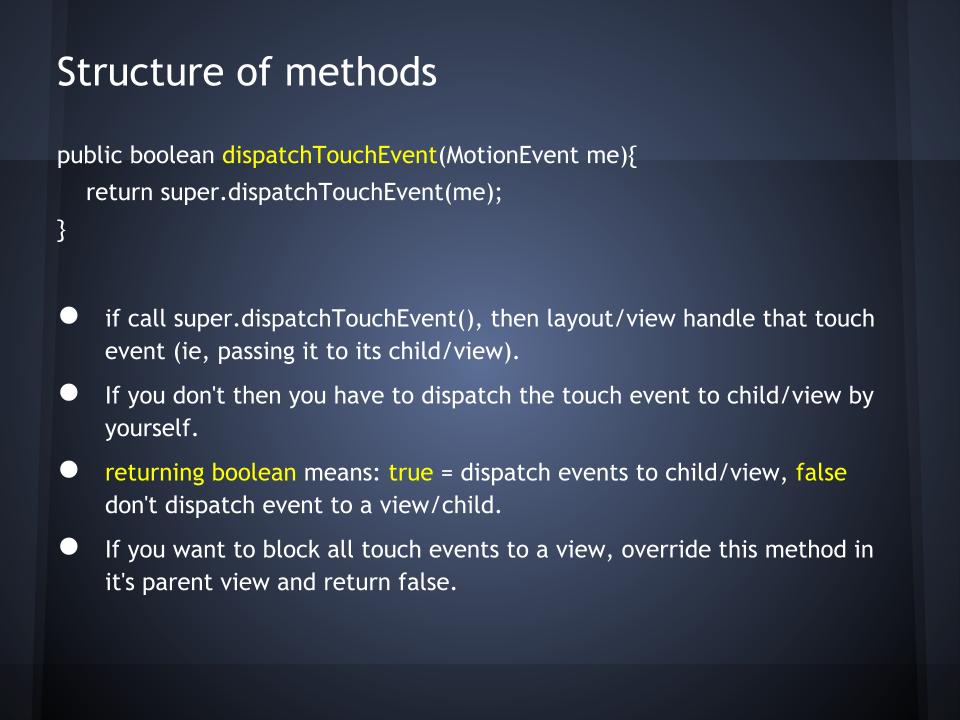 Structure of methods
public boolean dispatchTouchEvent(MotionEvent me){
return super.dispatchTouchEvent(me);
}
● if call super.dispatchTouchEvent(), then layout/view handle that touch
event (ie, passing it to its child/view).
● If you don't then you have to dispatch the touch event to child/view by
yourself.
● returning boolean means: true = dispatch events to child/view, false
don't dispatch event to a view/child.
● If you want to block all touch events to a view, override this method in
it's parent view and return false.